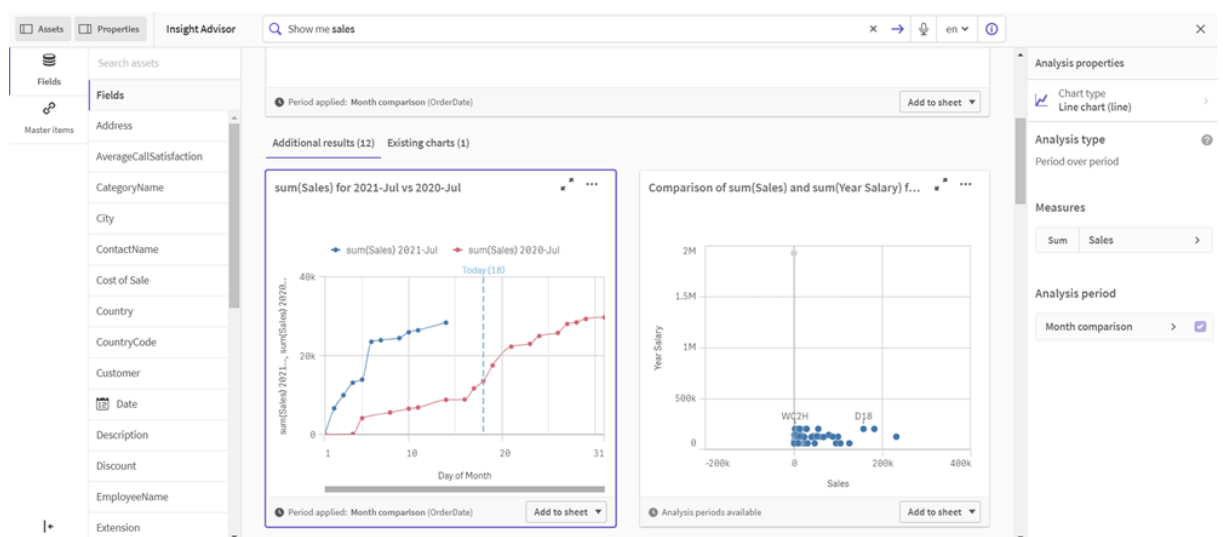 Assets
Properties
Insight Advisor
Show me sales
en
Fields
Master items
Search assets
Fields
Address
AverageCallSatisfaction
CategoryName
City
ContactName
Cost of Sale
Country
CountryCode
Customer
Date
Description
Discount
EmployeeName
Extension
Period applied: Month comparison (OrderDate)
Add to sheet
Additional results (12)
Existing charts (1)
sum(Sales) for 2021-Jul vs 2020-Jul
sum(Sales) 2021-Jul
sum(Sales) 2020-Jul
Today (18)
sum(Sales) 2021..., sum(Sales) 2020...
40k
20k
0
1
10
20
31
Day of Month
Period applied: Month comparison (OrderDate)
Add to sheet
Comparison of sum(Sales) and sum(Year Salary) f...
Year Salary
2M
1.5M
1M
500k
0
WC2H
D18
-200k
0
200k
400k
Sales
Analysis periods available
Add to sheet
Analysis properties
Chart type
Line chart (line)
Analysis type
Period over period
Measures
Sum
Sales
Analysis period
Month comparison